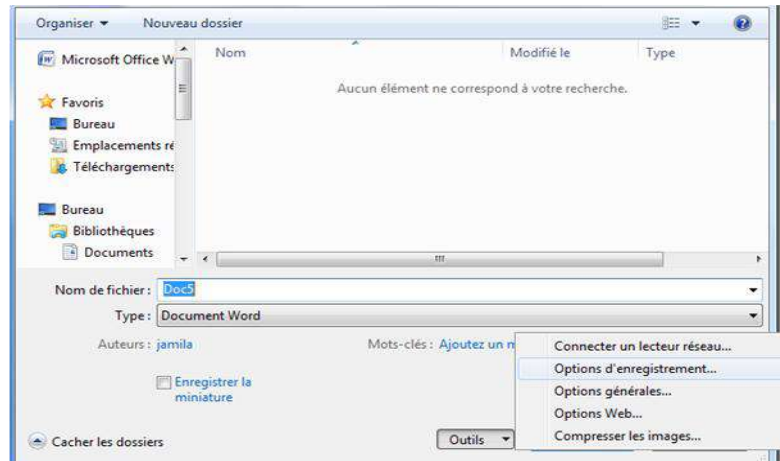 Organiser Nouveau dossier
Microsoft Office W
Favoris
Bureau
Emplacements ré
Téléchargements
Bureau
Bibliothèques
Documents
Nom Modifié le Type
Aucun élément ne correspond à votre recherche.
Nom de fichier : Doc5
Type : Document Word
Auteurs : jamila Mots-clés : Ajoutez un m
Enregistrer la
miniature
Connecter un lecteur réseau...
Options d'enregistrement...
Options générales...
Options Web...
Compresser les images...
Cacher les dossiers Outils